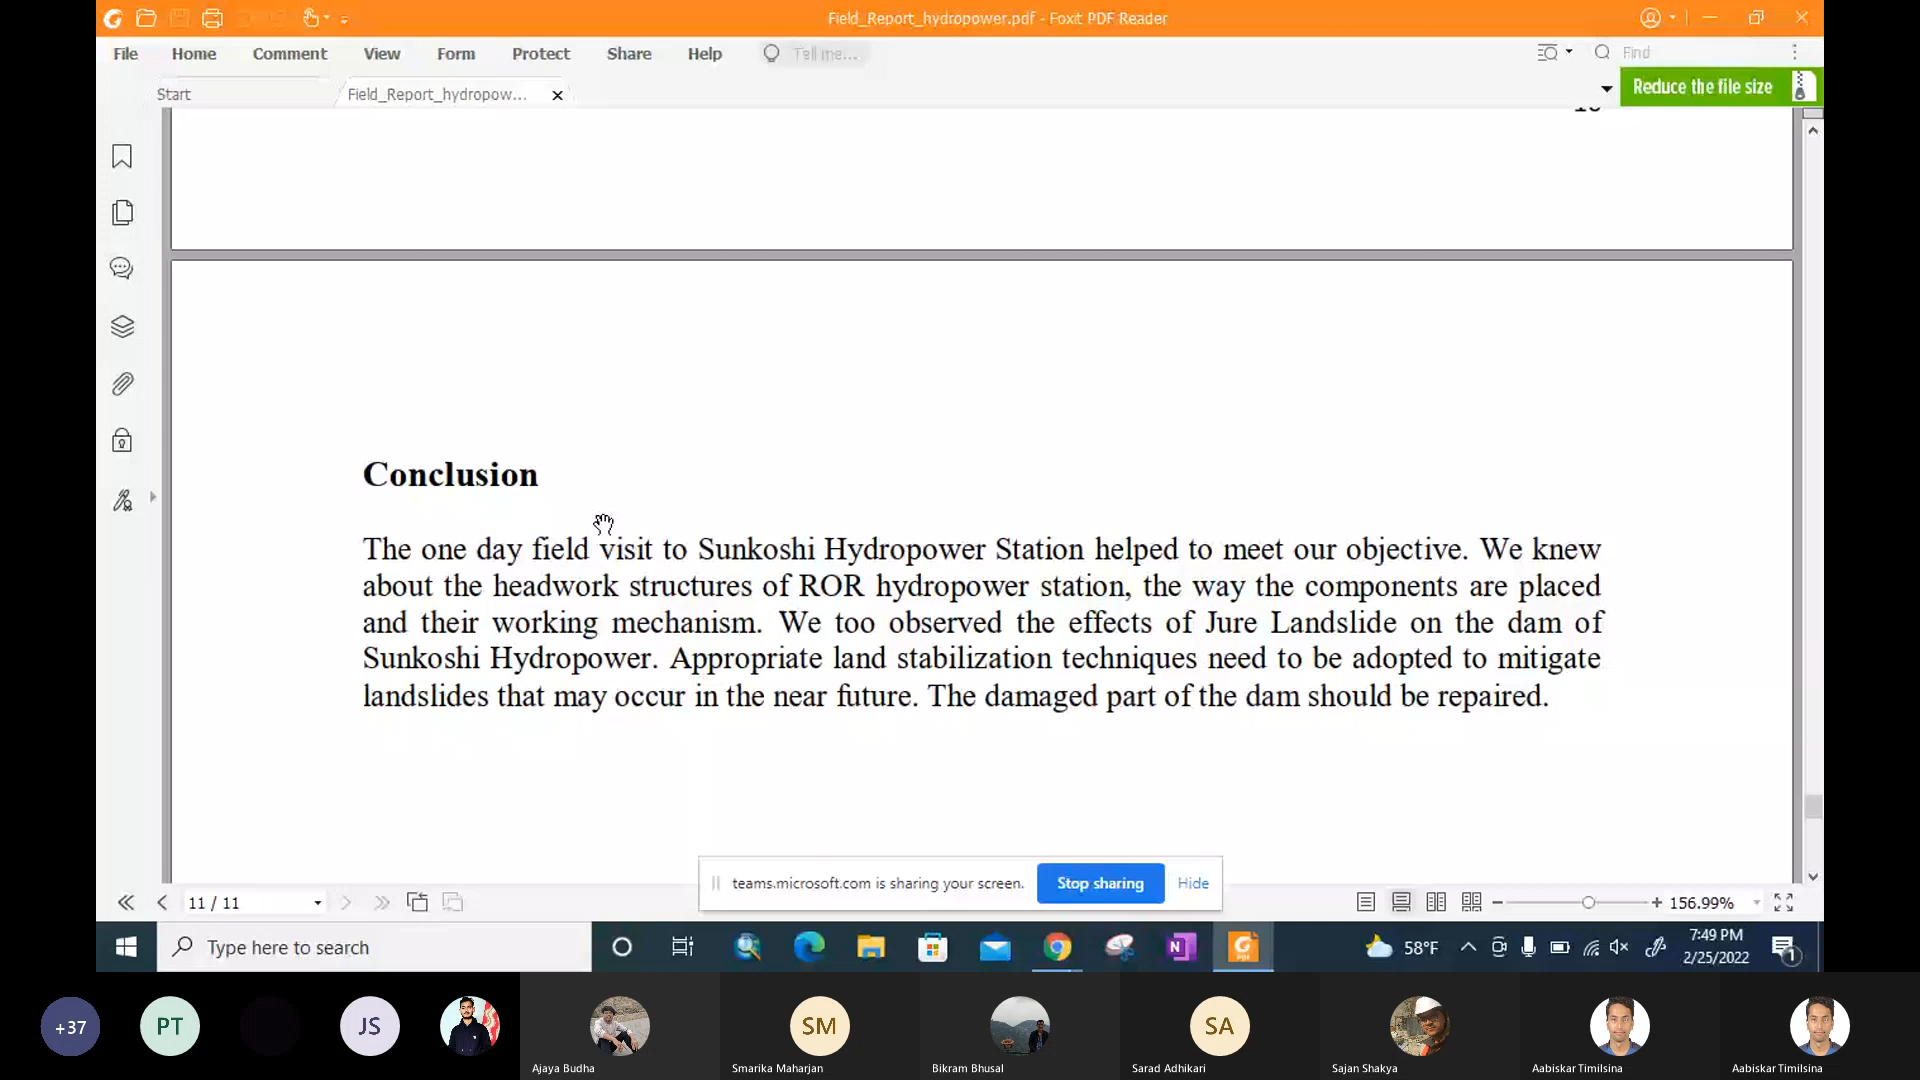 Field_Report_hydropower.pdf - Foxit PDF Reader
File Home Comment View Form Protect Share Help Tell me... Find
Start Field_Report_hydropow... Reduce the file size
Conclusion
The one day field visit to Sunkoshi Hydropower Station helped to meet our objective. We knew
about the headwork structures of ROR hydropower station, the way the components are placed
and their working mechanism. We too observed the effects of Jure Landslide on the dam of
Sunkoshi Hydropower. Appropriate land stabilization techniques need to be adopted to mitigate
landslides that may occur in the near future. The damaged part of the dam should be repaired.
teams.microsoft.com is sharing your screen. Stop sharing Hide
11 / 11 156.99%
Type here to search 58°F 7:49 PM
2/25/2022 1
+37 PT JS SM SA
Ajaya Budha Smarika Maharjan Bikram Bhusal Sarad Adhikari Sajan Shakya Aabiskar Timilsina Aabiskar Timilsina